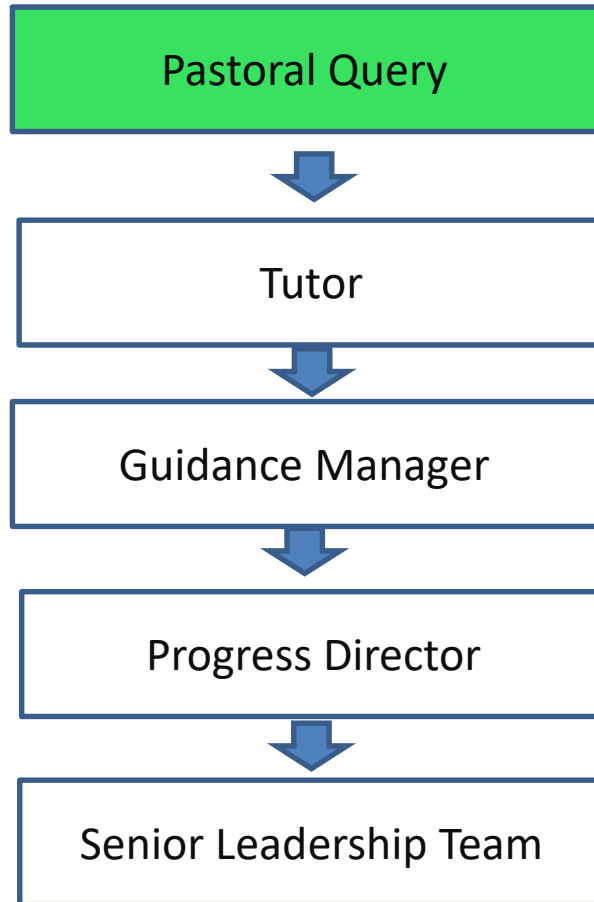 Pastoral Query
Tutor
Guidance Manager
Progress Director
Senior Leadership Team